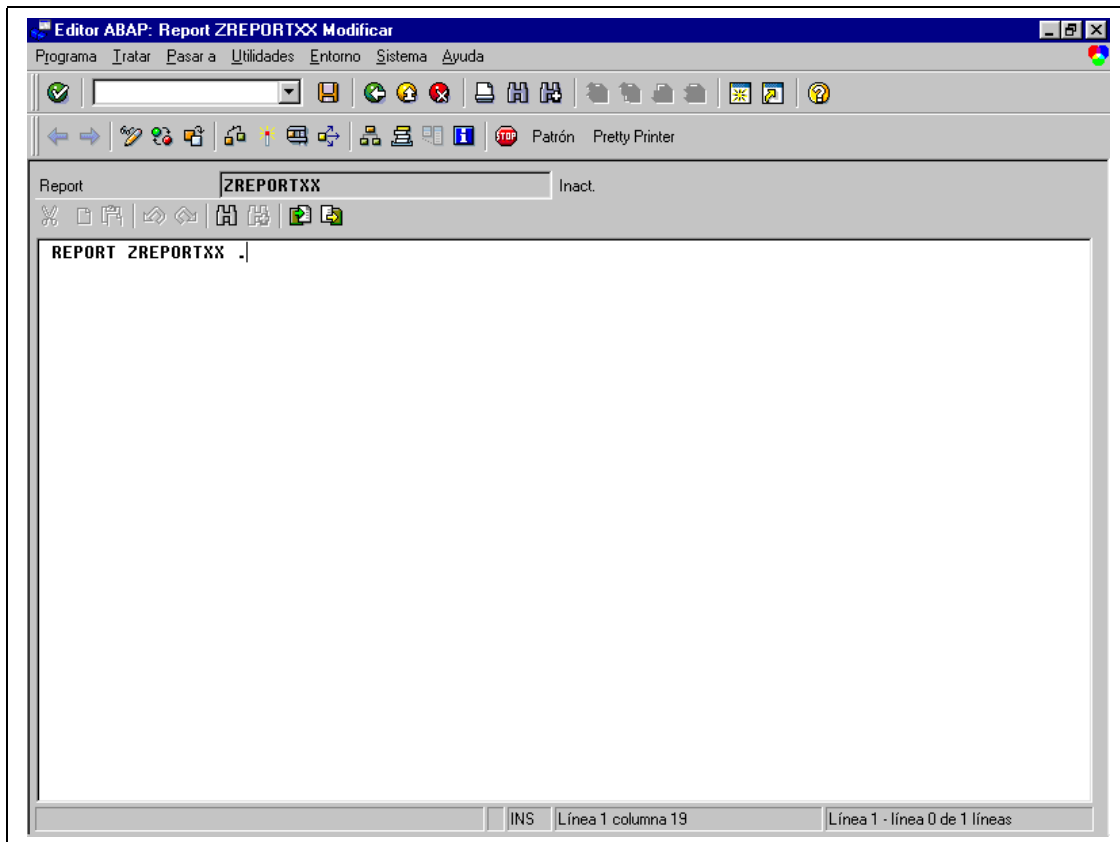 Editor ABAP: Report ZREPORTXX Modificar
Programa Tratar Pasar a Utilidades Entorno Sistema Ayuda
STOP Patrón Pretty Printer
Report ZREPORTXX Inact.
REPORT ZREPORTXX .
INS Línea 1 columna 19 Línea 1 - línea 0 de 1 líneas